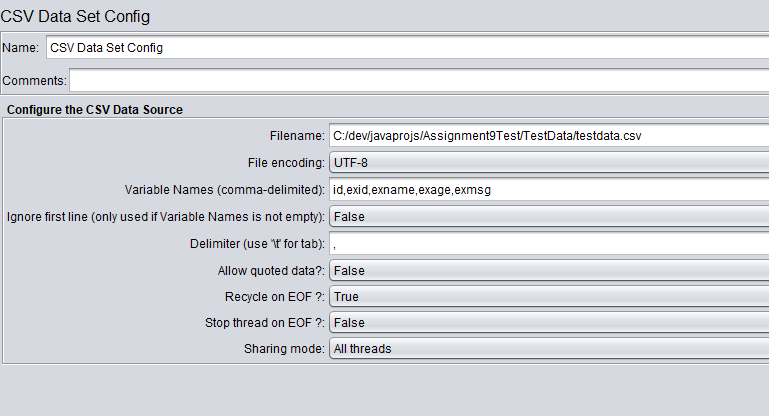 CSV Data Set Config
Name: CSV Data Set Config
Comments:
Configure the CSV Data Source
Filename: C:/dev/javaprojs/Assignment9Test/TestData/testdata.csv
File encoding: UTF-8
Variable Names (comma-delimited): id,exid,exname,exage,exmsg
Ignore first line (only used if Variable Names is not empty): False
Delimiter (use '\t' for tab): ,
Allow quoted data?: False
Recycle on EOF ?: True
Stop thread on EOF ?: False
Sharing mode: All threads